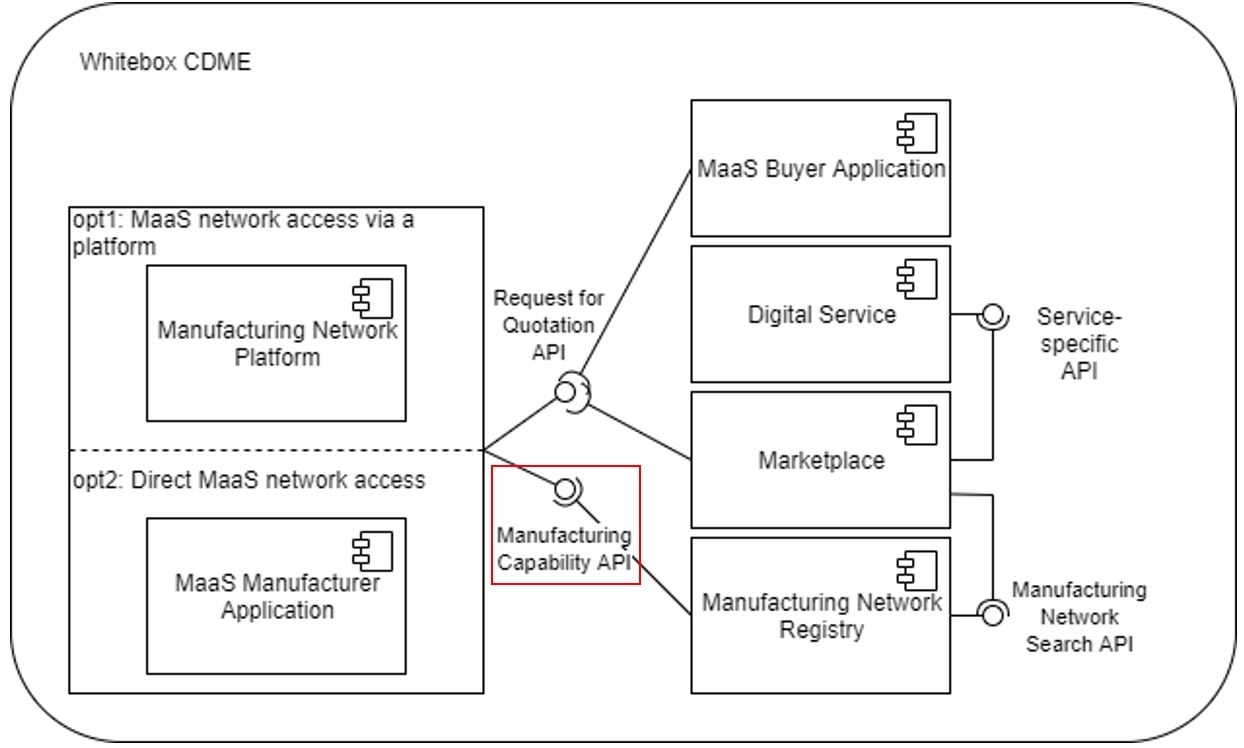 Whitebox CDME
opt1: MaaS network access via a
platform
Manufacturing Network
Platform
opt2: Direct MaaS network access
MaaS Manufacturer
Application
Request for
Quotation
API
Manufacturing
Capability API
MaaS Buyer Application
Digital Service
Marketplace
Manufacturing Network
Registry
Service-
specific
API
Manufacturing
Network
Search API